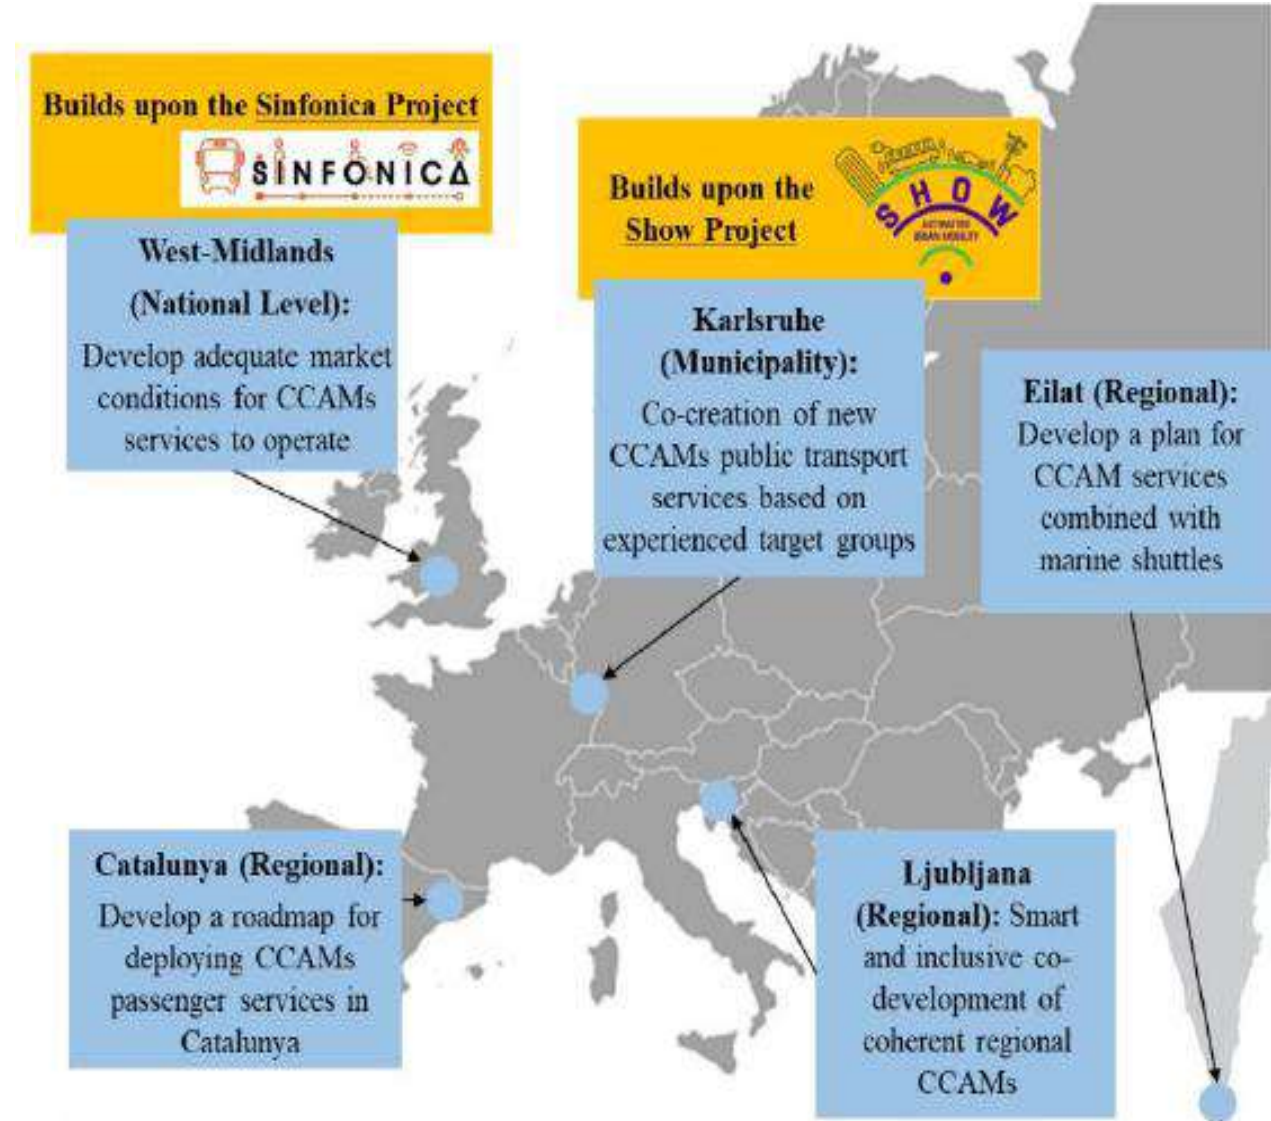 Builds upon the Sinfonica Project
SINFONICA
West-Midlands
(National Level):
Develop adequate market
conditions for CCAMs
services to operate
Builds upon the
Show Project
SHOW
AUTOMATED
URBAN MOBILITY
Karlsruhe
(Municipality):
Co-creation of new
CCAMs public transport
services based on
experienced target groups
Eilat (Regional):
Develop a plan for
CCAM services
combined with
marine shuttles
Catalunya (Regional):
Develop a roadmap for
deploying CCAMs
passenger services in
Catalunya
Ljubljana
(Regional): Smart
and inclusive co-
development of
coherent regional
CCAMs